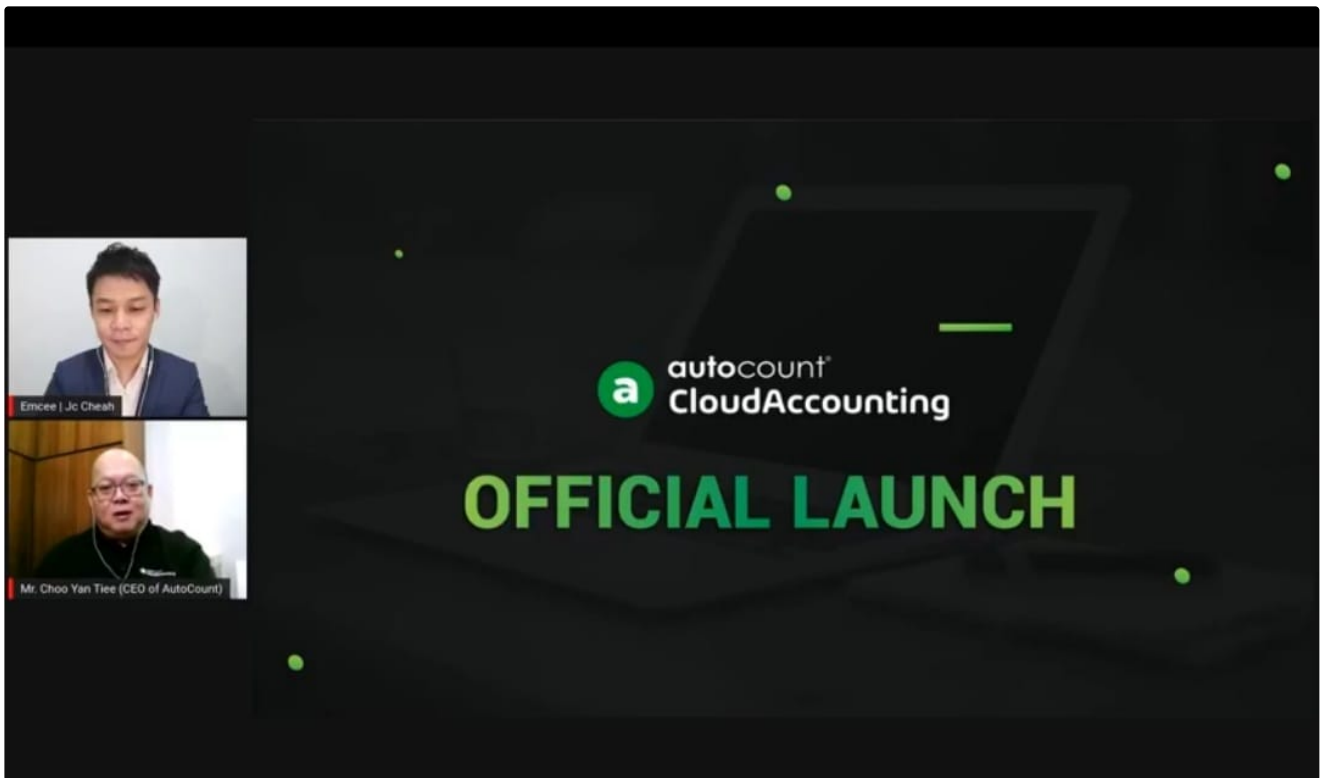 Emcee | Jc Cheah
Mr. Choo Yan Tiee (CEO of AutoCount)
a
autocount®
CloudAccounting
OFFICIAL LAUNCH